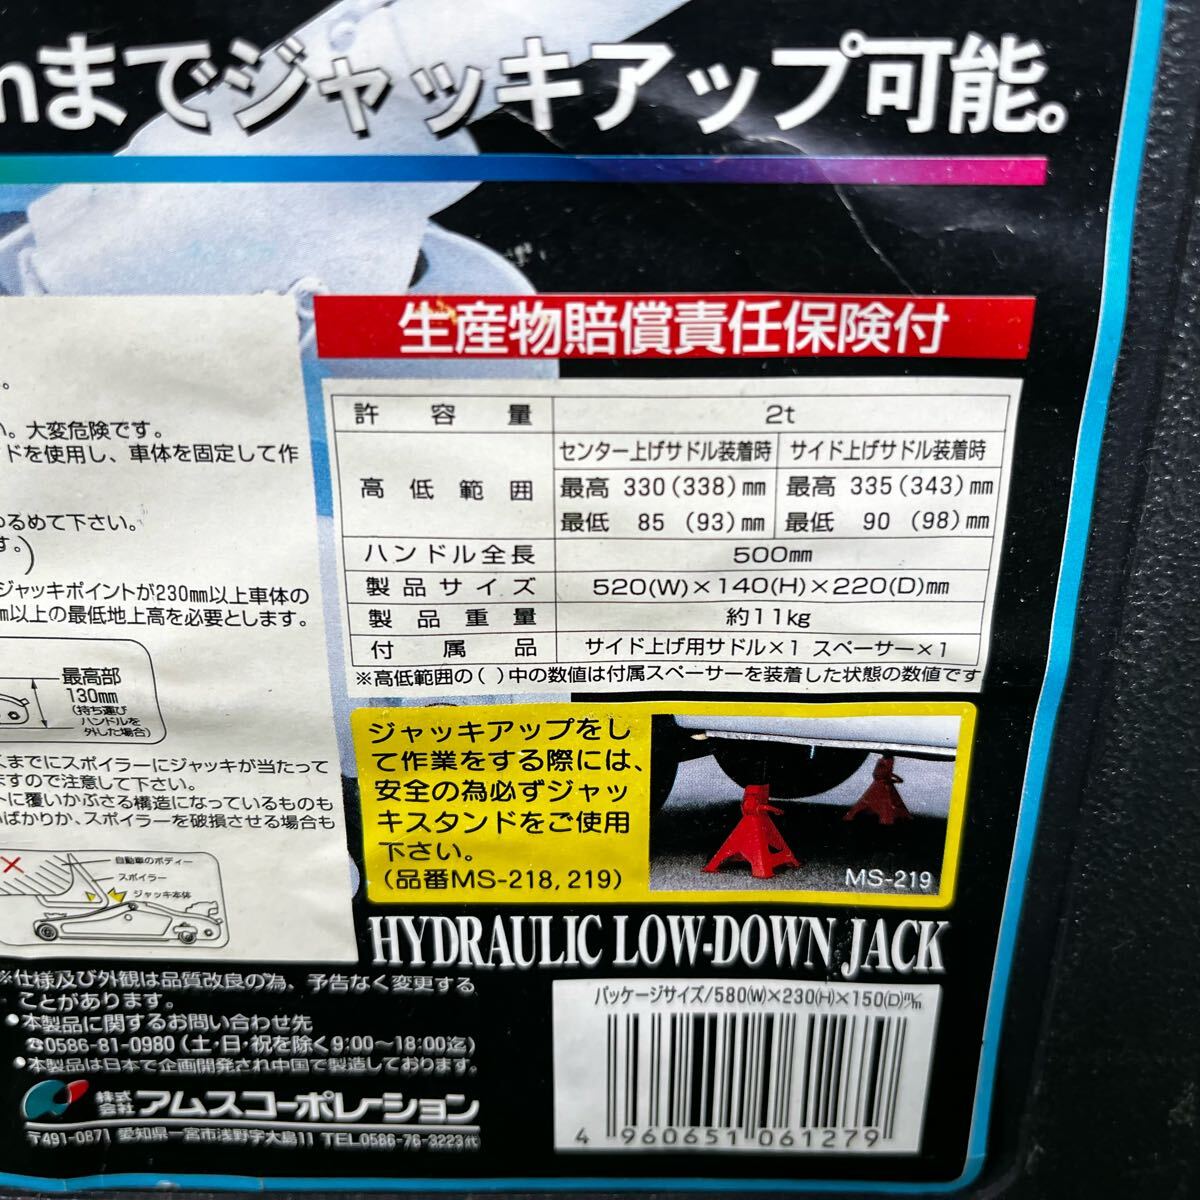 mまでジャッキアップ可能。
生産物賠償責任保険付
許容量 2t
高低範囲 センター上げサドル装着時 サイド上げサドル装着時
最高 330(338)mm 最高 335(343)mm
最低 85 (93)mm 最低 90 (98)mm
ハンドル全長 500mm
製品サイズ 520(W)×140(H)×220(D)mm
製品重量 約11kg
付属品 サイド上げ用サドル×1 スペーサー×1
※高低範囲の( )中の数値は付属スペーサーを装着した状態の数値です
。
い。大変危険です。
ドを使用し、車体を固定して作
ゆるめて下さい。
す。)
ジャッキポイントが230mm以上車体の
m以上の最低地上高を必要とします。
最高部
130mm
(持ち運び
ハンドルを
外した場合)
くまでにスポイラーにジャッキが当たって
ますので注意して下さい。
トに覆いかぶさる構造になっているものも
いばかりか、スポイラーを破損させる場合も
自動車のボディー
スポイラー
ジャッキ本体
ジャッキアップをし
て作業をする際には、
安全の為必ずジャッ
キスタンドをご使用
下さい。
(品番MS-218,219)
MS-219
HYDRAULIC LOW-DOWN JACK
※仕様及び外観は品質改良の為、予告なく変更する
ことがあります。
●本製品に関するお問い合わせ先
☎0586-81-0980(土・日・祝を除く9:00〜18:00迄)
●本製品は日本で企画開発され中国で製造しております。
株式会社 アムスコーポレーション
〒491-0871 愛知県一宮市浅野字大島11 TEL0586-76-3223代
パッケージサイズ/580(W)×230(H)×150(D)m/m
4 960651 061279